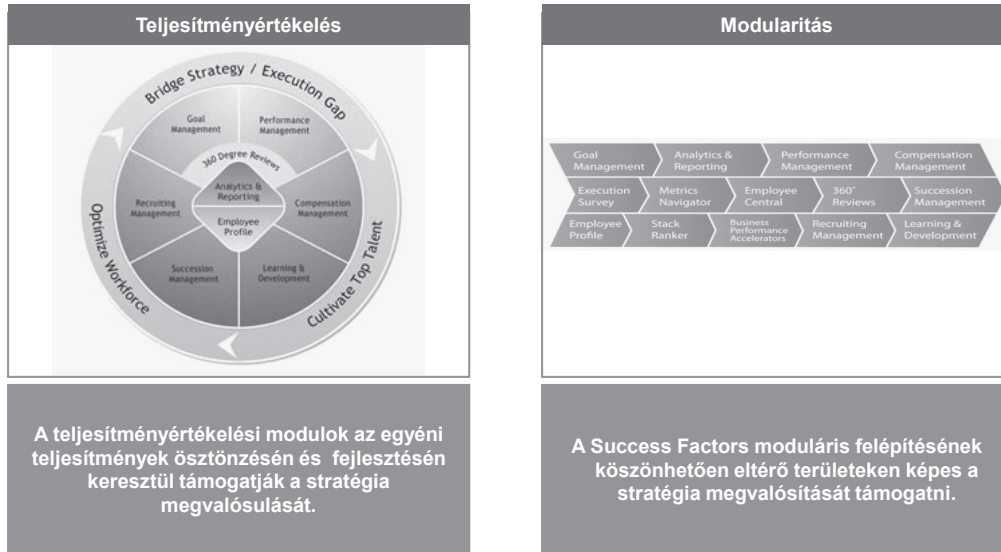 Teljesítményértékelés
Bridge Strategy / Execution Gap
Goal
Management
Performance
Management
360 Degree Reviews
Analytics &
Reporting
Recruiting
Management
Compensation
Management
Employee
Profile
Succession
Management
Learning &
Development
Optimize Workforce
Cultivate Top Talent
A teljesítményértékelési modulok az egyéni
teljesítmények ösztönzésén és fejlesztésén
keresztül támogatják a stratégia
megvalósulását.
Modularitás
Goal
Management
Analytics &
Reporting
Performance
Management
Compensation
Management
Execution
Survey
Metrics
Navigator
Employee
Central
360°
Reviews
Succession
Management
Employee
Profile
Stack
Ranker
Business
Performance
Accelerators
Recruiting
Management
Learning &
Development
A Success Factors moduláris felépítésének
köszönhetően eltérő területeken képes a
stratégia megvalósítását támogatni.